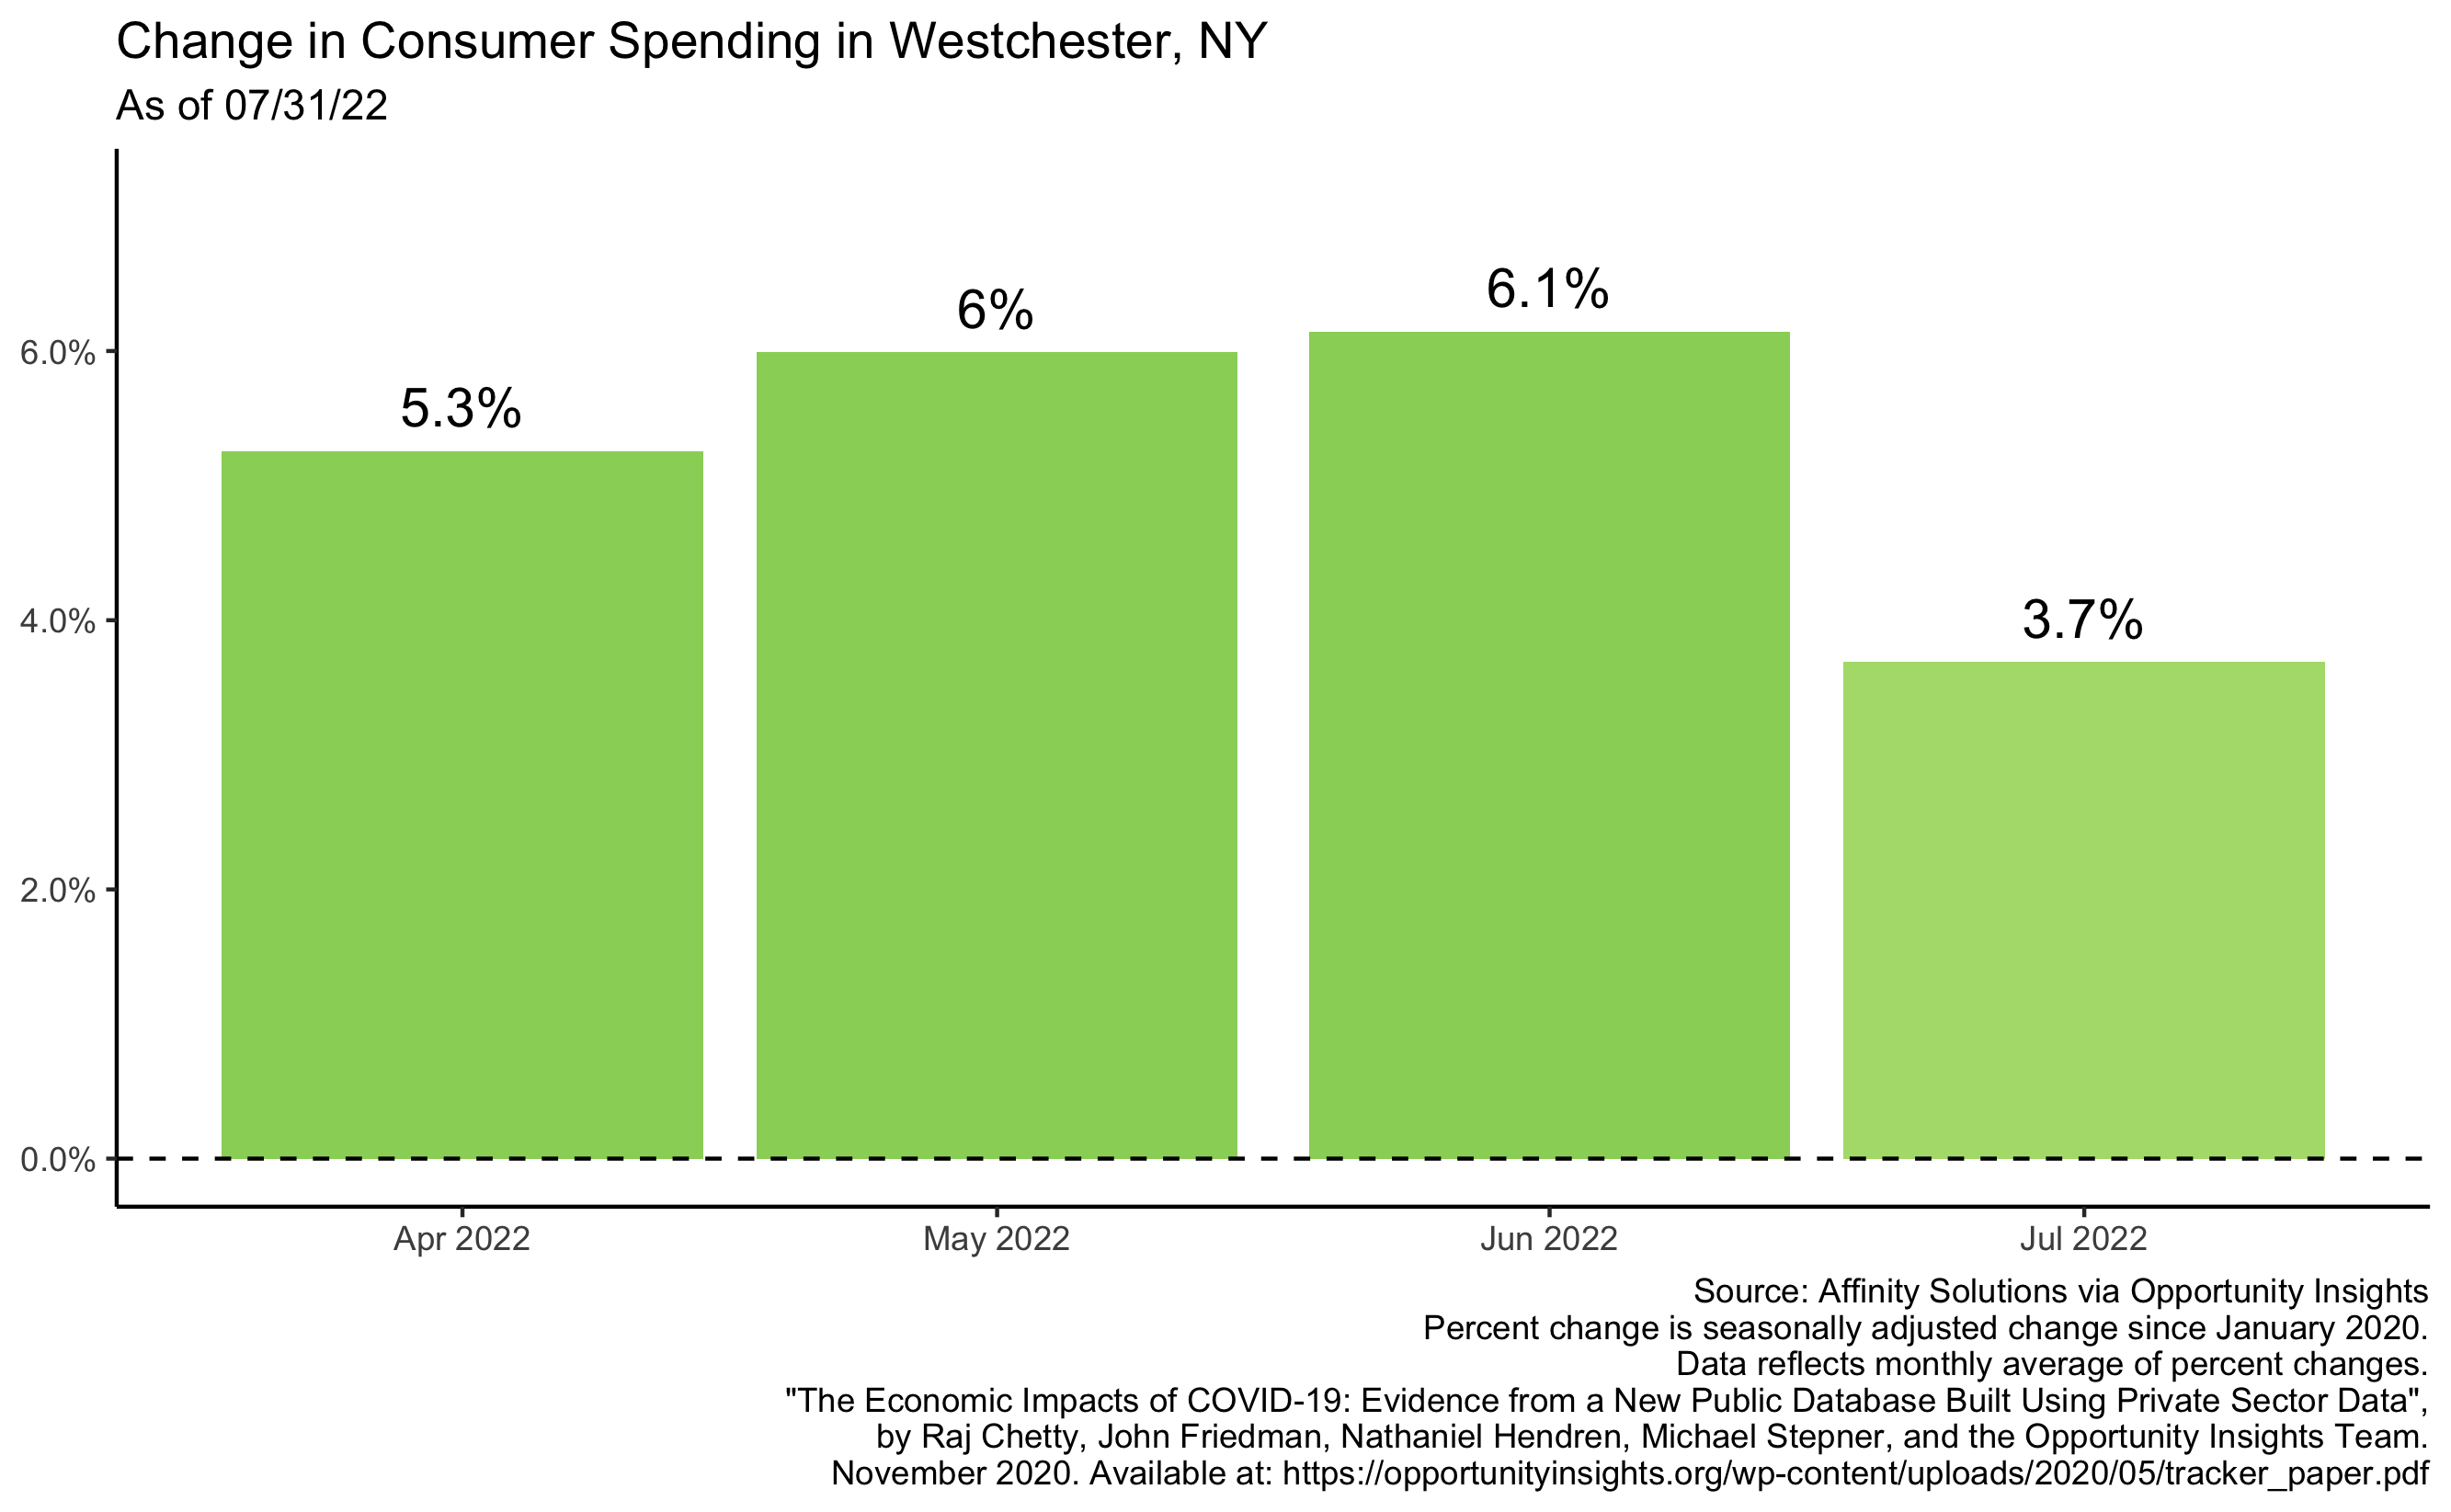 Change in Consumer Spending in Westchester, NY
As of 07/31/22
6.0%
4.0%
2.0%
0.0%
5.3%
6%
6.1%
3.7%
Apr 2022
May 2022
Jun 2022
Jul 2022
Source: Affinity Solutions via Opportunity Insights
Percent change is seasonally adjusted change since January 2020.
Data reflects monthly average of percent changes.
"The Economic Impacts of COVID-19: Evidence from a New Public Database Built Using Private Sector Data",
by Raj Chetty, John Friedman, Nathaniel Hendren, Michael Stepner, and the Opportunity Insights Team.
November 2020. Available at: https://opportunityinsights.org/wp-content/uploads/2020/05/tracker_paper.pdf